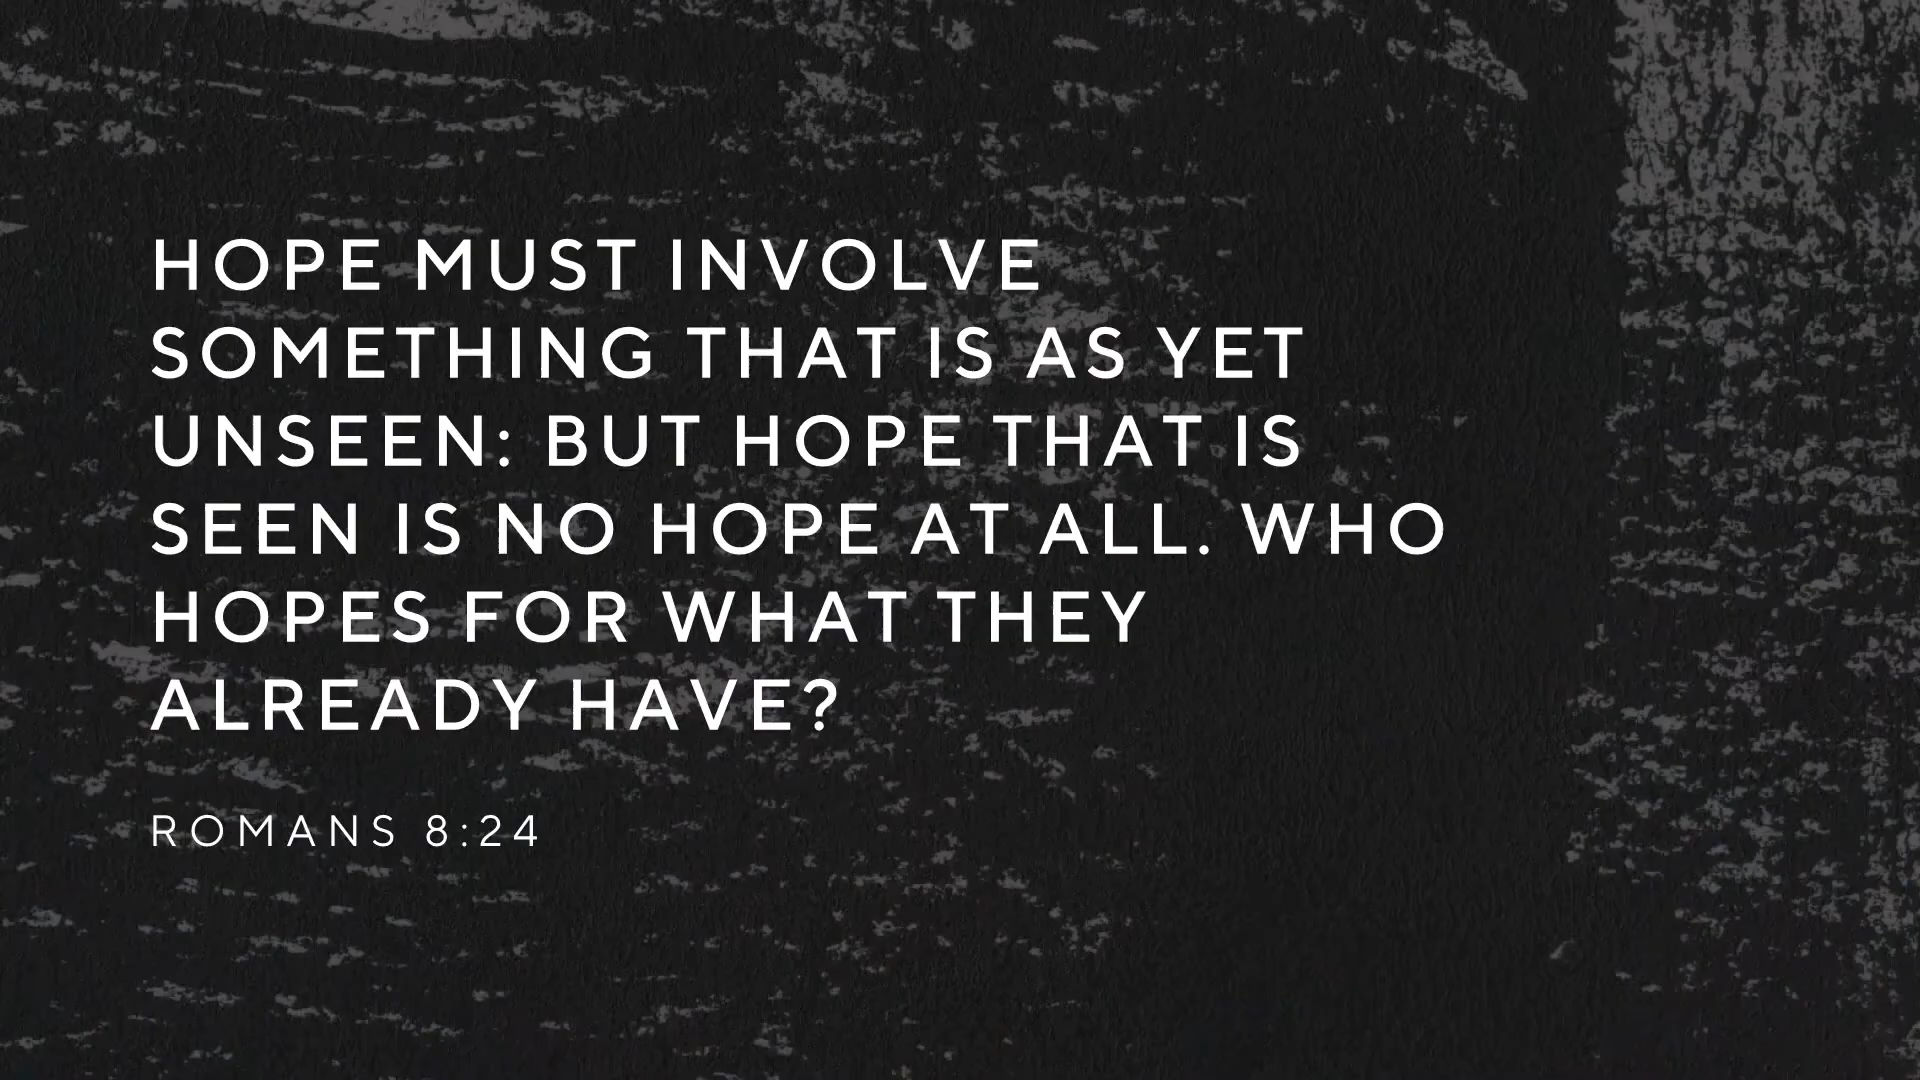 HOPE MUST INVOLVE
SOMETHING THAT IS AS YET
UNSEEN: BUT HOPE THAT IS
SEEN IS NO HOPE AT ALL. WHO
HOPES FOR WHAT THEY
ALREADY HAVE?
ROMANS 8:24